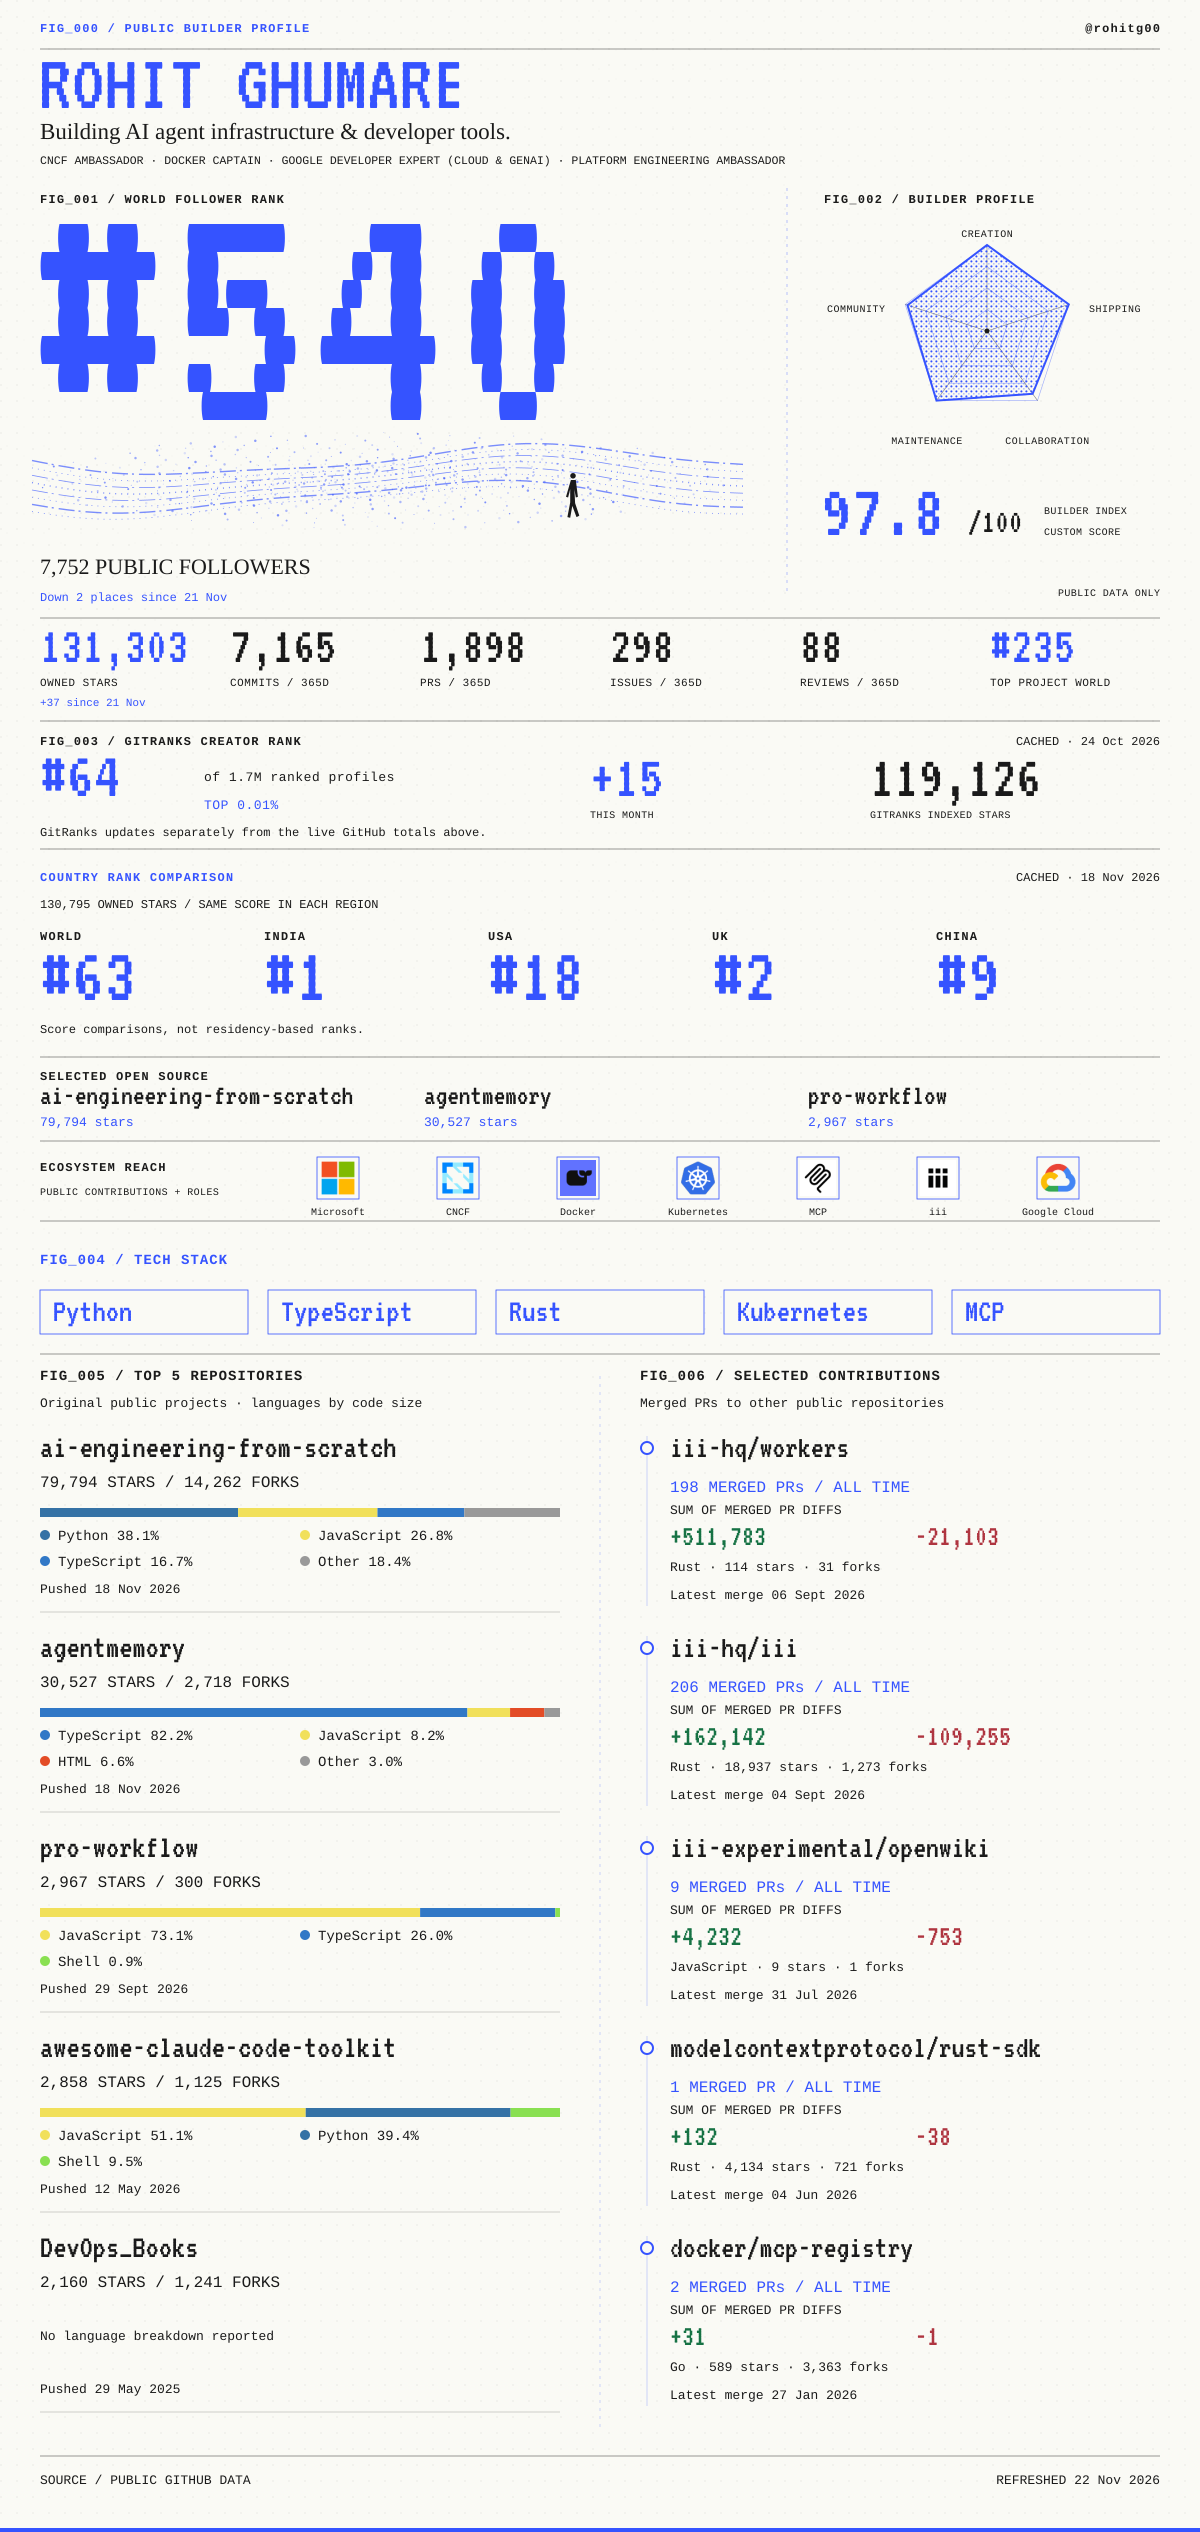 FIG_000 / PUBLIC BUILDER PROFILE
@rohitg00
ROHIT GHUMARE
Building AI agent infrastructure & developer tools.
CNCF AMBASSADOR · DOCKER CAPTAIN · GOOGLE DEVELOPER EXPERT (CLOUD & GENAI) · PLATFORM ENGINEERING AMBASSADOR
FIG_001 / WORLD FOLLOWER RANK
#540
7,752 PUBLIC FOLLOWERS
Down 2 places since 21 Nov
FIG_002 / BUILDER PROFILE
CREATION
COMMUNITY
SHIPPING
MAINTENANCE
COLLABORATION
97.8 /100
BUILDER INDEX
CUSTOM SCORE
PUBLIC DATA ONLY
131,303
OWNED STARS
+37 since 21 Nov
7,165
COMMITS / 365D
1,898
PRS / 365D
298
ISSUES / 365D
88
REVIEWS / 365D
#235
TOP PROJECT WORLD
FIG_003 / GITRANKS CREATOR RANK
CACHED · 24 Oct 2026
#64
of 1.7M ranked profiles
TOP 0.01%
+15
THIS MONTH
119,126
GITRANKS INDEXED STARS
GitRanks updates separately from the live GitHub totals above.
COUNTRY RANK COMPARISON
CACHED · 18 Nov 2026
130,795 OWNED STARS / SAME SCORE IN EACH REGION
WORLD
#63
INDIA
#1
USA
#18
UK
#2
CHINA
#9
Score comparisons, not residency-based ranks.
SELECTED OPEN SOURCE
ai-engineering-from-scratch
79,794 stars
agentmemory
30,527 stars
pro-workflow
2,967 stars
ECOSYSTEM REACH
PUBLIC CONTRIBUTIONS + ROLES
Microsoft
CNCF
Docker
Kubernetes
MCP
iii
Google Cloud
FIG_004 / TECH STACK
Python
TypeScript
Rust
Kubernetes
MCP
FIG_005 / TOP 5 REPOSITORIES
Original public projects · languages by code size
ai-engineering-from-scratch
79,794 STARS / 14,262 FORKS
Python 38.1%
JavaScript 26.8%
TypeScript 16.7%
Other 18.4%
Pushed 18 Nov 2026
agentmemory
30,527 STARS / 2,718 FORKS
TypeScript 82.2%
JavaScript 8.2%
HTML 6.6%
Other 3.0%
Pushed 18 Nov 2026
pro-workflow
2,967 STARS / 300 FORKS
JavaScript 73.1%
TypeScript 26.0%
Shell 0.9%
Pushed 29 Sept 2026
awesome-claude-code-toolkit
2,858 STARS / 1,125 FORKS
JavaScript 51.1%
Python 39.4%
Shell 9.5%
Pushed 12 May 2026
DevOps_Books
2,160 STARS / 1,241 FORKS
No language breakdown reported
Pushed 29 May 2025
FIG_006 / SELECTED CONTRIBUTIONS
Merged PRs to other public repositories
iii-hq/workers
198 MERGED PRs / ALL TIME
SUM OF MERGED PR DIFFS
+511,783
-21,103
Rust · 114 stars · 31 forks
Latest merge 06 Sept 2026
iii-hq/iii
206 MERGED PRs / ALL TIME
SUM OF MERGED PR DIFFS
+162,142
-109,255
Rust · 18,937 stars · 1,273 forks
Latest merge 04 Sept 2026
iii-experimental/openwiki
9 MERGED PRs / ALL TIME
SUM OF MERGED PR DIFFS
+4,232
-753
JavaScript · 9 stars · 1 forks
Latest merge 31 Jul 2026
modelcontextprotocol/rust-sdk
1 MERGED PR / ALL TIME
SUM OF MERGED PR DIFFS
+132
-38
Rust · 4,134 stars · 721 forks
Latest merge 04 Jun 2026
docker/mcp-registry
2 MERGED PRs / ALL TIME
SUM OF MERGED PR DIFFS
+31
-1
Go · 589 stars · 3,363 forks
Latest merge 27 Jan 2026
SOURCE / PUBLIC GITHUB DATA
REFRESHED 22 Nov 2026